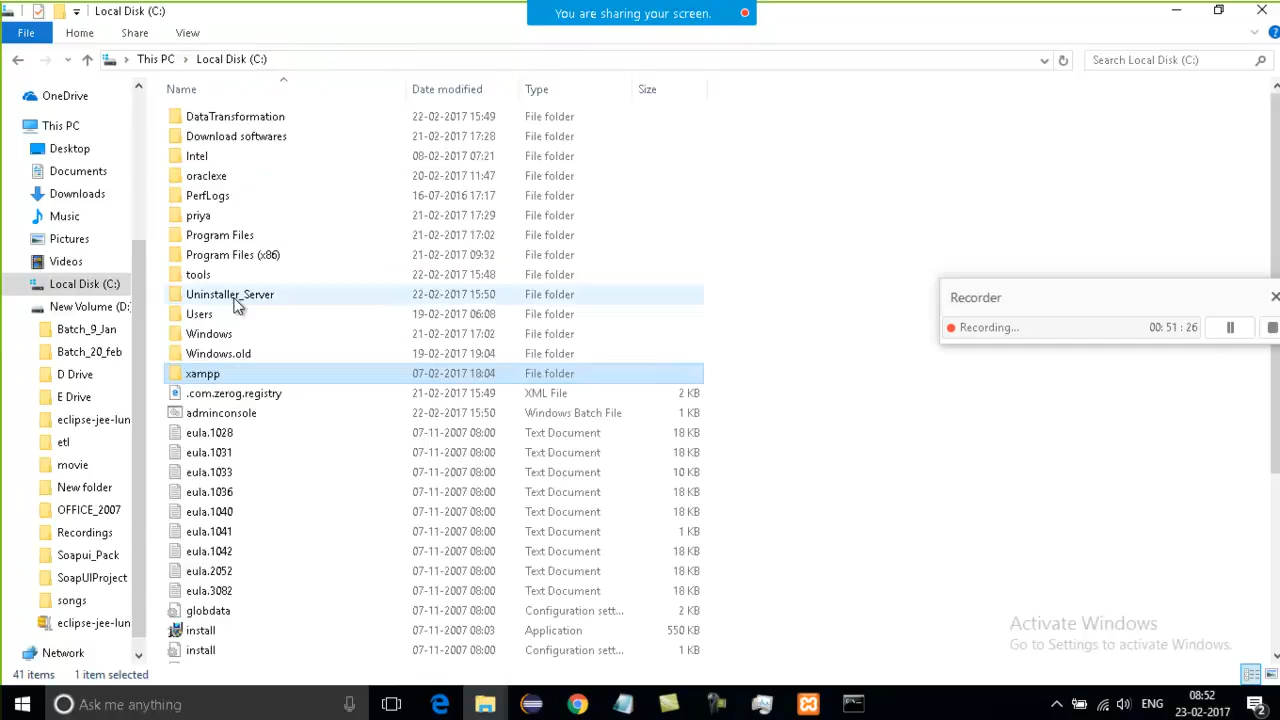 Local Disk (C:)
You are sharing your screen.
File Home Share View
This PC Local Disk (C:) Search Local Disk (C:)
Name Date modified Type Size
OneDrive
This PC
Desktop
Documents
Downloads
Music
Pictures
Videos
Local Disk (C:)
New Volume (D:
Batch_9_Jan
Batch_20_feb
D Drive
E Drive
eclipse-jee-lun
etl
movie
New folder
OFFICE_2007
Recordings
Soapui_Pack
SoapUIProject
songs
eclipse-jee-lun
Network
DataTransformation 22-02-2017 15:49 File folder
Download softwares 21-02-2017 17:28 File folder
Intel 08-02-2017 07:21 File folder
oraclexe 20-02-2017 11:47 File folder
PerfLogs 16-07-2016 17:17 File folder
priya 21-02-2017 17:29 File folder
Program Files 21-02-2017 17:02 File folder
Program Files (x86) 21-02-2017 09:32 File folder
tools 22-02-2017 15:48 File folder
Uninstaller_Server 22-02-2017 15:50 File folder
Users 19-02-2017 06:08 File folder
Windows 21-02-2017 17:02 File folder
Windows.old 19-02-2017 19:04 File folder
xampp 07-02-2017 18:04 File folder
.com.zerog.registry 21-02-2017 15:49 XML File 2 KB
adminconsole 22-02-2017 15:50 Windows Batch File 1 KB
eula.1028 07-11-2007 08:00 Text Document 18 KB
eula.1031 07-11-2007 08:00 Text Document 18 KB
eula.1033 07-11-2007 08:00 Text Document 10 KB
eula.1036 07-11-2007 08:00 Text Document 18 KB
eula.1040 07-11-2007 08:00 Text Document 18 KB
eula.1041 07-11-2007 08:00 Text Document 1 KB
eula.1042 07-11-2007 08:00 Text Document 18 KB
eula.2052 07-11-2007 08:00 Text Document 18 KB
eula.3082 07-11-2007 08:00 Text Document 18 KB
globdata 07-11-2007 08:00 Configuration sett... 2 KB
install 07-11-2007 08:03 Application 550 KB
install 07-11-2007 08:00 Configuration sett... 1 KB
Recorder
Recording... 00: 51 : 26
Activate Windows
Go to Settings to activate Windows.
41 items 1 item selected
Ask me anything
ENG
08:52
23-02-2017
2